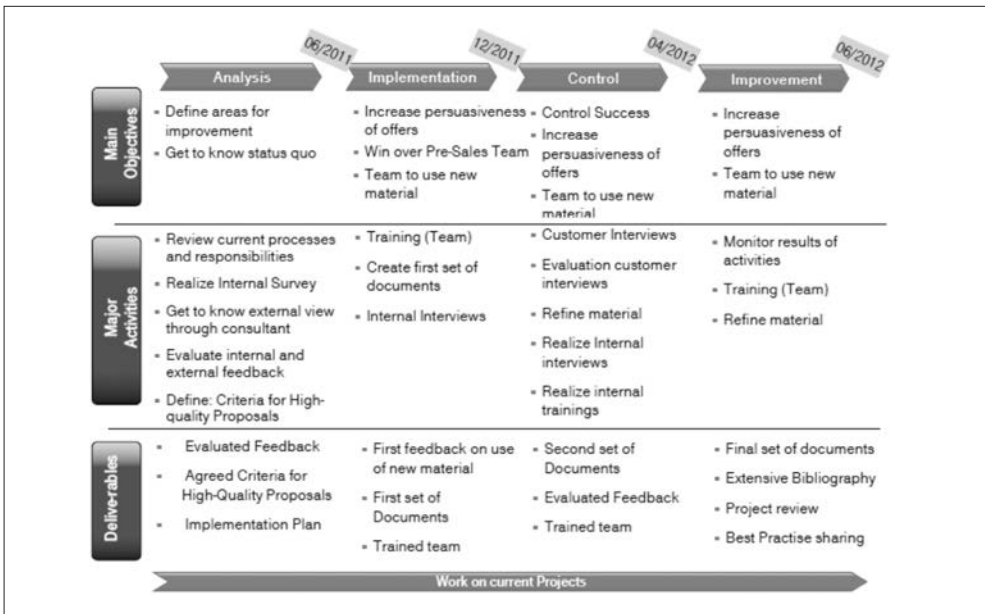 06/2011
12/2011
04/2012
06/2012
Analysis
Implementation
Control
Improvement
Main
Objectives
▪ Define areas for
improvement
▪ Get to know status quo
▪ Increase persuasiveness
of offers
▪ Win over Pre-Sales Team
▪ Team to use new
material
▪ Control Success
▪ Increase
persuasiveness of
offers
▪ Team to use new
material
▪ Increase
persuasiveness of
offers
▪ Team to use new
material
Major
Activities
▪ Review current processes
and responsibilities
▪ Realize Internal Survey
▪ Get to know external view
through consultant
▪ Evaluate internal and
external feedback
▪ Define: Criteria for High-
quality Proposals
▪ Training (Team)
▪ Create first set of
documents
▪ Internal Interviews
▪ Customer Interviews
▪ Evaluation customer
interviews
▪ Refine material
▪ Realize Internal
interviews
▪ Realize internal
trainings
▪ Monitor results of
activities
▪ Training (Team)
▪ Refine material
Delive-rables
▪ Evaluated Feedback
▪ Agreed Criteria for
High-Quality Proposals
▪ Implementation Plan
▪ First feedback on use
of new material
▪ First set of
Documents
▪ Trained team
▪ Second set of
Documents
▪ Evaluated Feedback
▪ Trained team
▪ Final set of documents
▪ Extensive Bibliography
▪ Project review
▪ Best Practise sharing
Work on current Projects